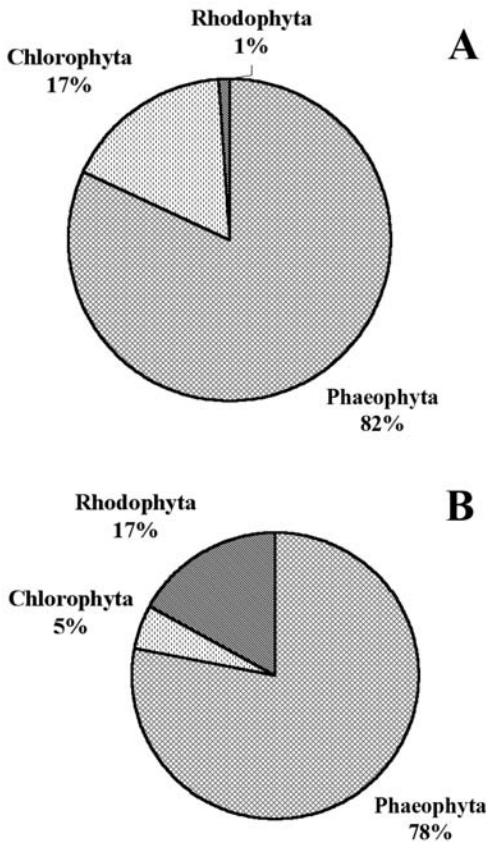 Rhodophyta
1%
A
Chlorophyta
17%
Phaeophyta
82%
B
Rhodophyta
17%
Chlorophyta
5%
Phaeophyta
78%